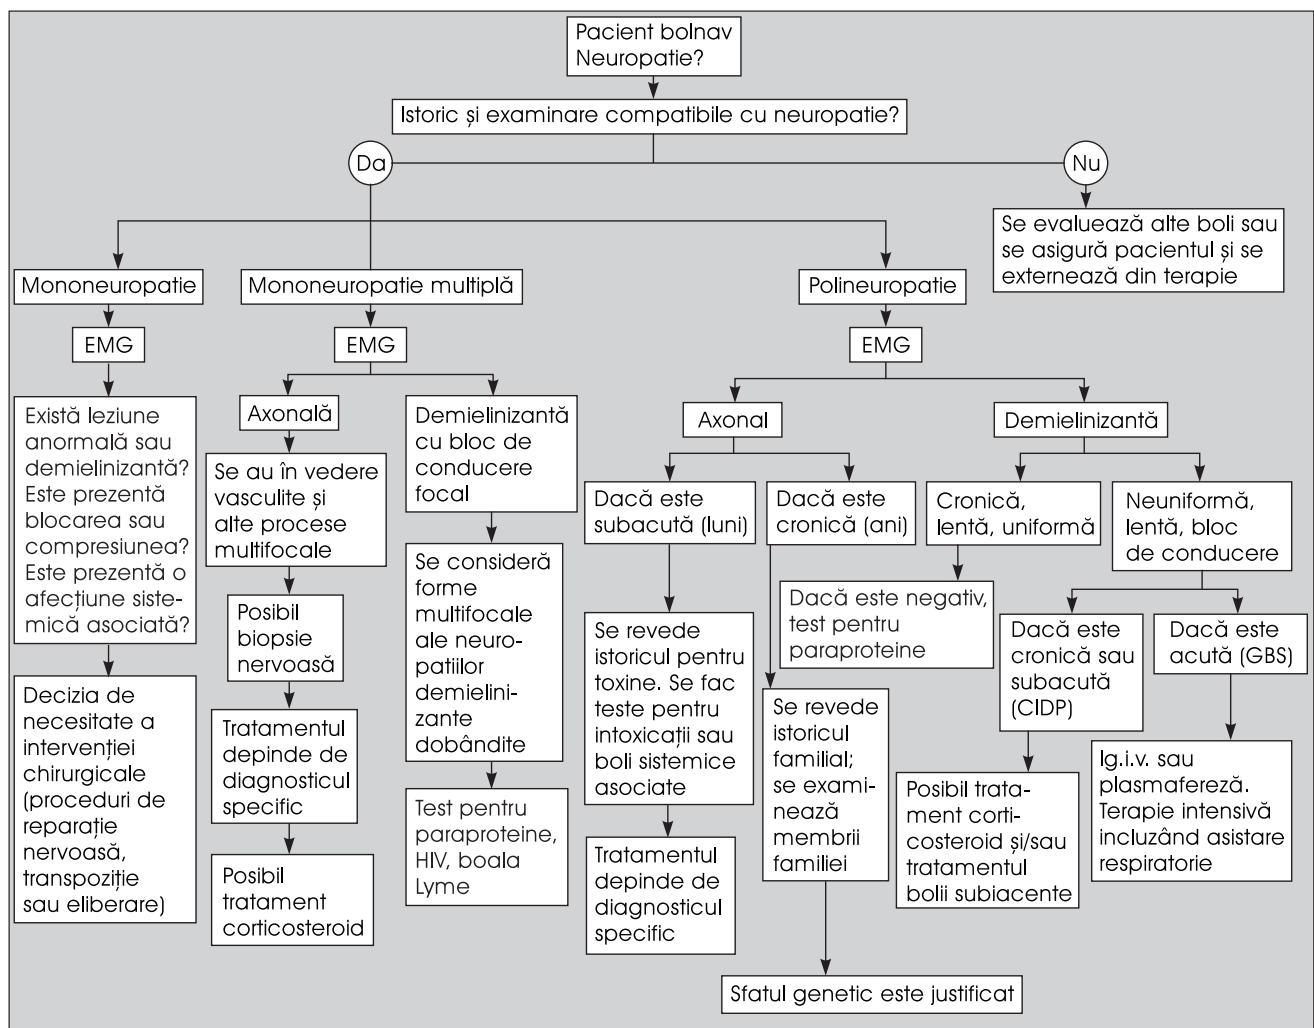 Pacient bolnav
Neuropatie?
Istoric și examinare compatibile cu neuropatie?
Da
Nu
Se evaluează alte boli sau
se asigură pacientul și se
externează din terapie
Mononeuropatie
Mononeuropatie multiplă
Polineuropatie
EMG
EMG
EMG
Există leziune
anormală sau
demielinizantă?
Este prezentă
blocarea sau
compresiunea?
Este prezentă o
afecțiune siste-
mică asociată?
Decizia de
necesitate a
intervenției
chirurgicale
(proceduri de
reparație
nervoasă,
transpoziție
sau eliberare)
Axonală
Se au în vedere
vasculite și
alte procese
multifocale
Posibil
biopsie
nervoasă
Tratamentul
depinde de
diagnosticul
specific
Posibil
tratament
corticosteroid
Demielinizantă
cu bloc de
conducere
focal
Se consideră
forme
multifocale
ale neuro-
patiilor
demielini-
zante
dobândite
Test pentru
paraproteine,
HIV, boala
Lyme
Axonal
Dacă este
subacută (luni)
Se revede
istoricul pentru
toxine. Se fac
teste pentru
intoxicații sau
boli sistemice
asociate
Tratamentul
depinde de
diagnosticul
specific
Dacă este
cronică (ani)
Se revede
istoricul
familial;
se exami-
nează
membrii
familiei
Sfatul genetic este justificat
Demielinizantă
Cronică,
lentă, uniformă
Dacă este negativ,
test pentru
paraproteine
Neuniformă,
lentă, bloc
de conducere
Dacă este
cronică sau
subacută
(CIDP)
Posibil trata-
ment corti-
costeroid și/sau
tratamentul
bolii subiacente
Dacă este
acută (GBS)
Ig.i.v. sau
plasmafereză.
Terapie intensivă
incluzând asistare
respiratorie